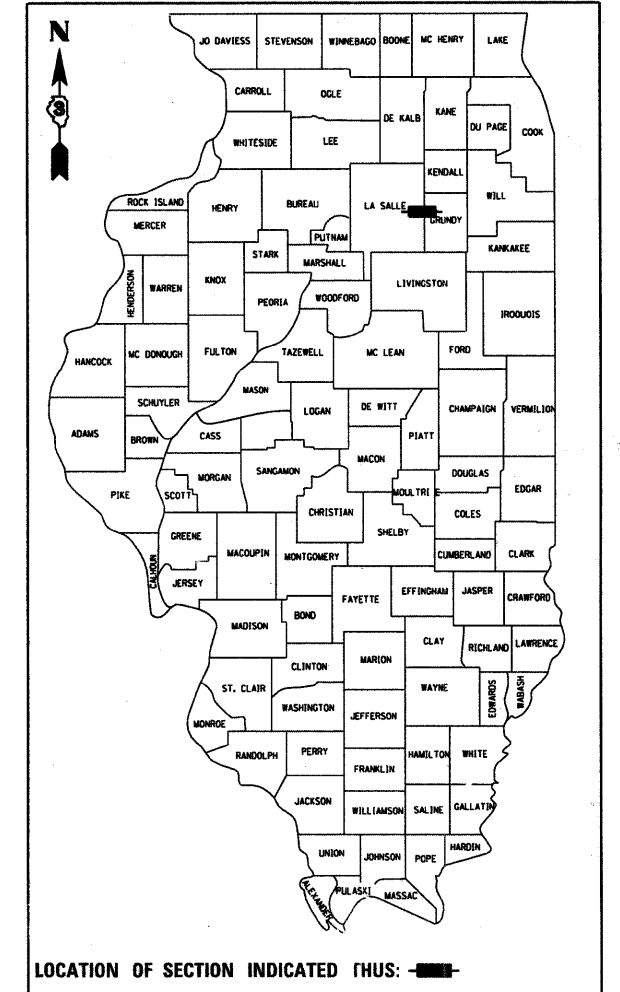 N
JO DAVIESS STEVENSON WINNEBAGO BOONE MC HENRY LAKE
CARROLL OGLE DE KALB KANE DU PAGE COOK
WHITESIDE LEE KENDALL
ROCK ISLAND HENRY BUREAU LA SALLE GRUNDY WILL
MERCER PUTNAM KANKAKEE
STARK MARSHALL
HENDERSON WARREN KNOX PEORIA WOODFORD LIVINGSTON IROQUOIS
HANCOCK MC DONOUGH FULTON TAZEWELL MC LEAN FORD
SCHUYLER MASON LOGAN DE WITT CHAMPAIGN VERMILION
ADAMS BROWN CASS PIATT
MACON
PIKE SCOTT MORGAN SANGAMON MOULTRIE DOUGLAS EDGAR
CHRISTIAN SHELBY COLES
GREENE MACOUPIN MONTGOMERY CUMBERLAND CLARK
CALHOUN JERSEY FAYETTE EFFINGHAM JASPER CRAWFORD
MADISON BOND
CLINTON MARION CLAY RICHLAND LAWRENCE
ST. CLAIR WASHINGTON JEFFERSON WAYNE EDWARDS WABASH
MONROE
RANDOLPH PERRY FRANKLIN HAMILTON WHITE
JACKSON WILLIAMSON SALINE GALLATIN
UNION JOHNSON POPE HARDIN
ALEXANDER PULASKI MASSAC
LOCATION OF SECTION INDICATED THUS: